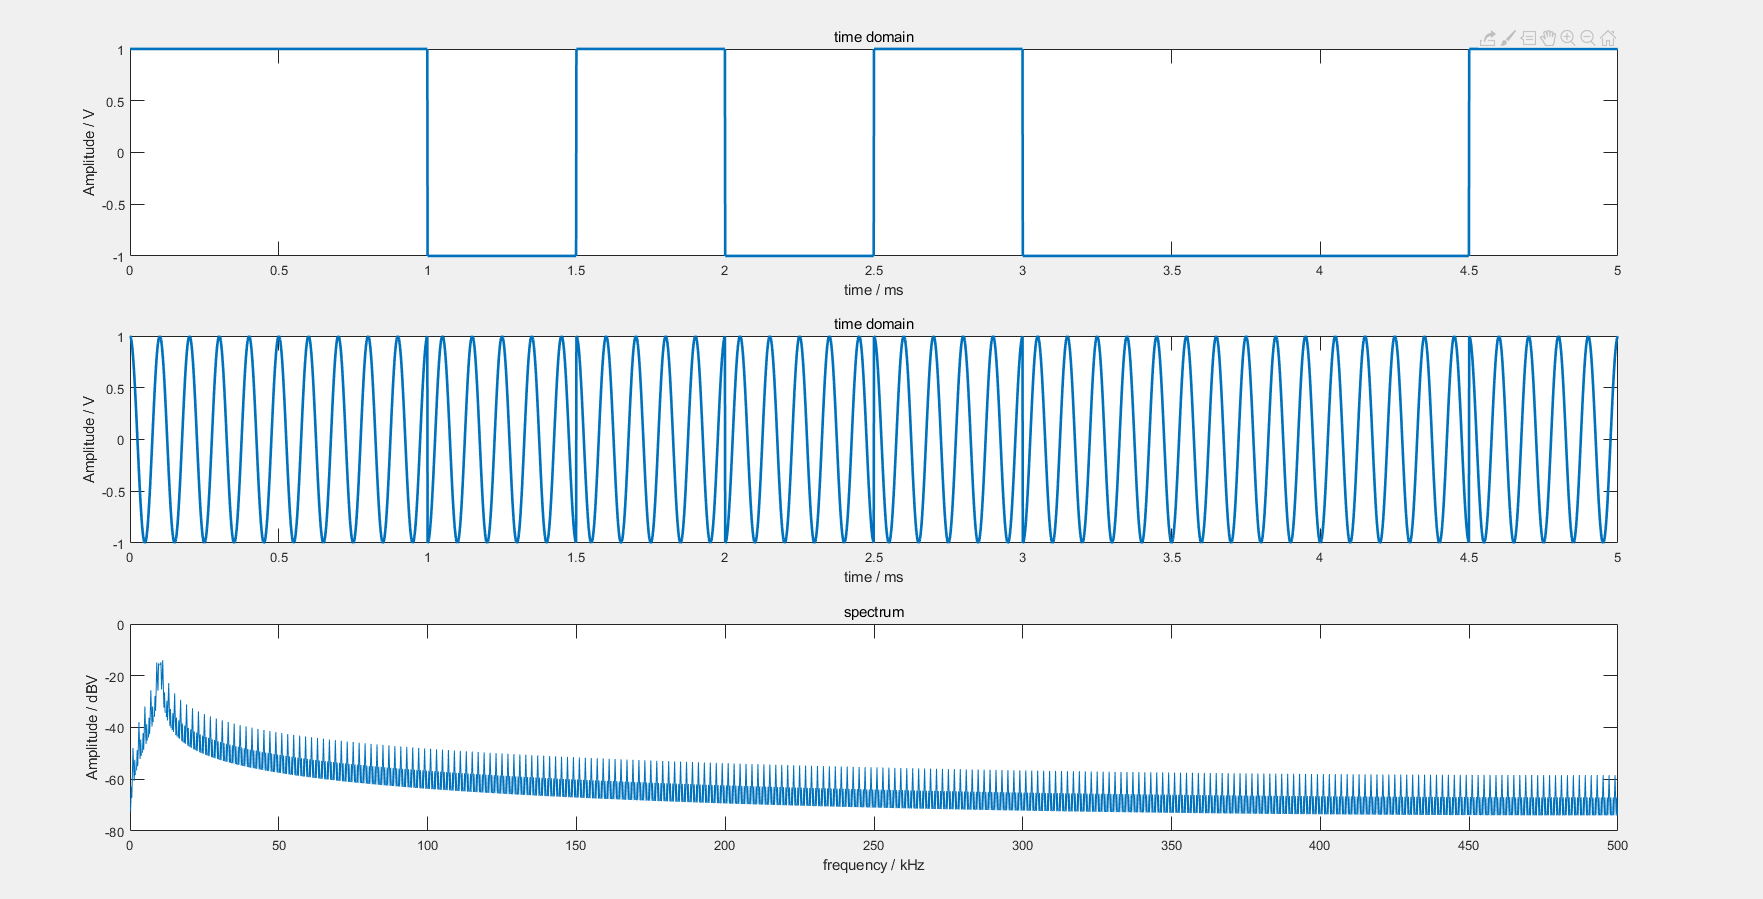 time domain
1
0.5
0
-0.5
-1
Amplitude / V
0 0.5 1 1.5 2 2.5 3 3.5 4 4.5 5
time / ms
time domain
1
0.5
0
-0.5
-1
Amplitude / V
0 0.5 1 1.5 2 2.5 3 3.5 4 4.5 5
time / ms
spectrum
0
-20
-40
-60
-80
Amplitude / dBV
0 50 100 150 200 250 300 350 400 450 500
frequency / kHz